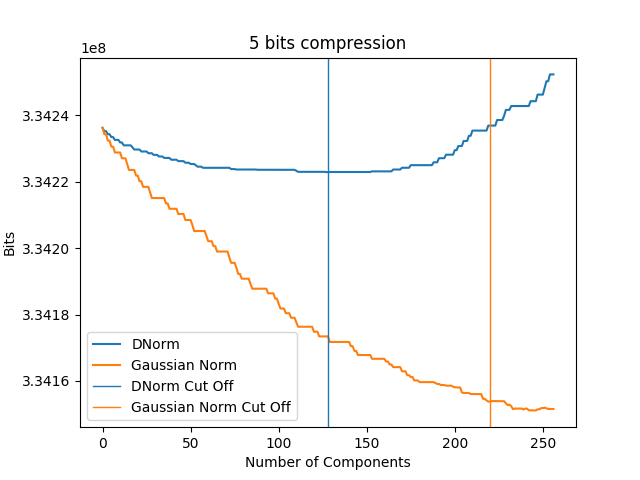 5 bits compression
1e8
3.3424
3.3422
3.3420
3.3418
3.3416
Bits
DNorm
Gaussian Norm
DNorm Cut Off
Gaussian Norm Cut Off
0 50 100 150 200 250
Number of Components